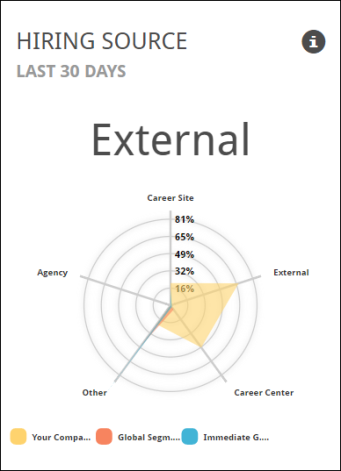 HIRING SOURCE
LAST 30 DAYS
External
Career Site
81%
65%
49%
32%
16%
Agency
External
Other
Career Center
Your Compa...
Global Segm....
Immediate G....